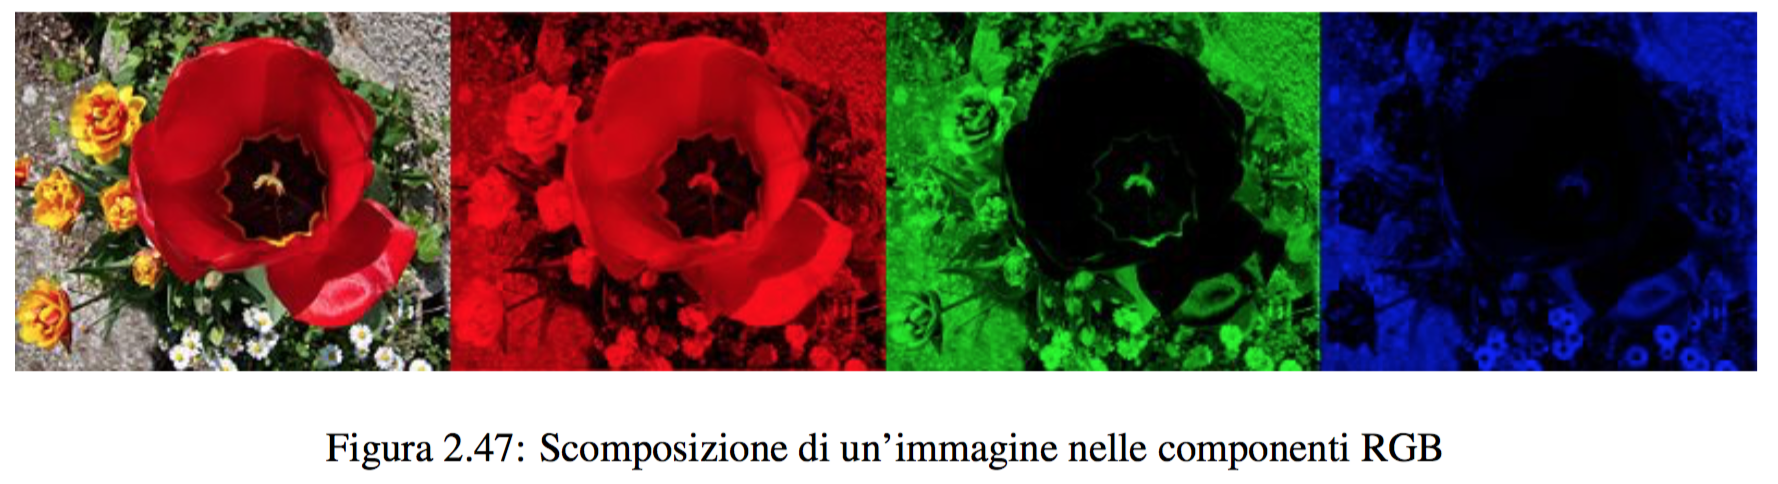 Figura 2.47: Scomposizione di un'immagine nelle componenti RGB